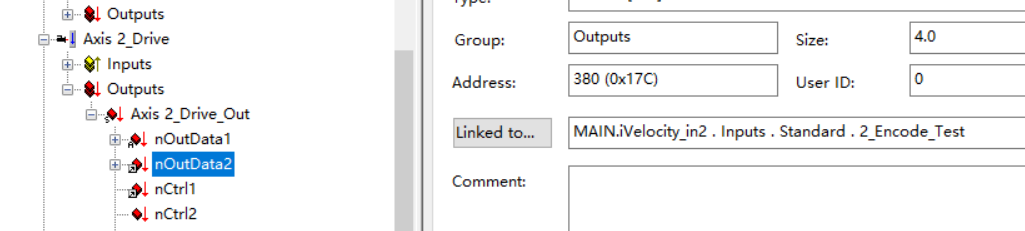 Outputs
Axis 2_Drive
Inputs
Outputs
Axis 2_Drive_Out
nOutData1
nOutData2
nCtrl1
nCtrl2
Type:
Group: Outputs Size: 4.0
Address: 380 (0x17C) User ID: 0
Linked to... MAIN.iVelocity_in2 . Inputs . Standard . 2_Encode_Test
Comment: